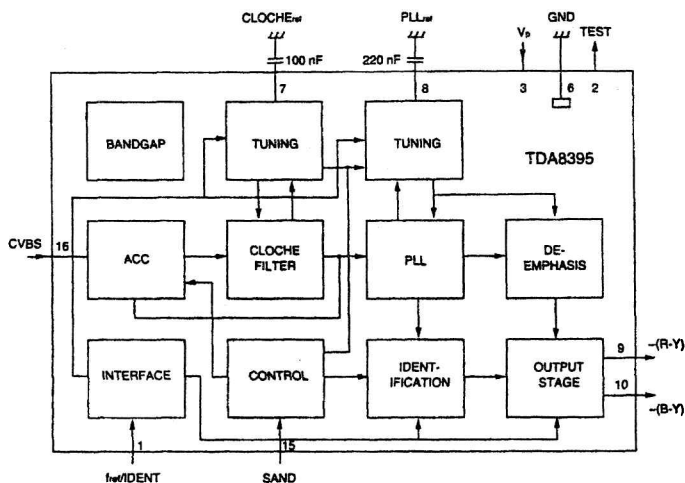 CLOCHEref PLLref GND
100 nF 220 nF Vp TEST
7 8 3 6 2
BANDGAP TUNING TUNING TDA8395
CVBS 16 ACC CLOCHE FILTER PLL DE-EMPHASIS
INTERFACE CONTROL IDENT-IFICATION OUTPUT STAGE 9 –(R-Y)
10 –(B-Y)
1 15
fref/IDENT SAND